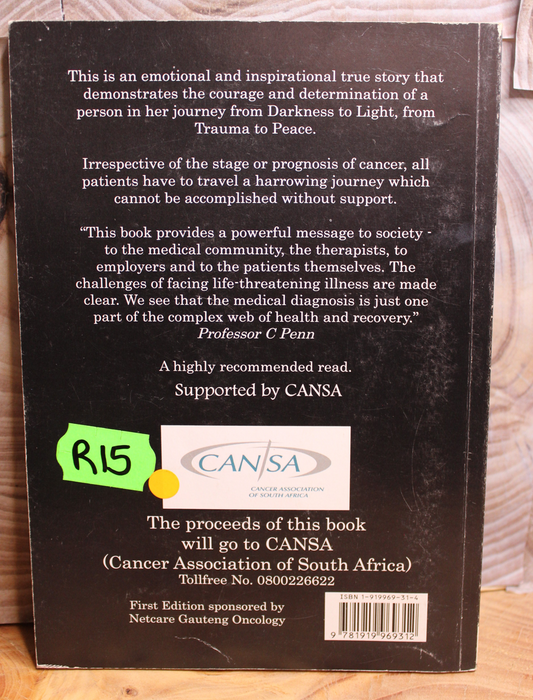 This is an emotional and inspirational true story that
demonstrates the courage and determination of a
person in her journey from Darkness to Light, from
Trauma to Peace.
Irrespective of the stage or prognosis of cancer, all
patients have to travel a harrowing journey which
cannot be accomplished without support.
“This book provides a powerful message to society -
to the medical community, the therapists, to
employers and to the patients themselves. The
challenges of facing life-threatening illness are made
clear. We see that the medical diagnosis is just one
part of the complex web of health and recovery.”
Professor C Penn
A highly recommended read.
Supported by CANSA
R15
CANSA
CANCER ASSOCIATION
OF SOUTH AFRICA
The proceeds of this book
will go to CANSA
(Cancer Association of South Africa)
Tollfree No. 0800226622
First Edition sponsored by
Netcare Gauteng Oncology
ISBN 1-919969-31-4
9 781919 969312